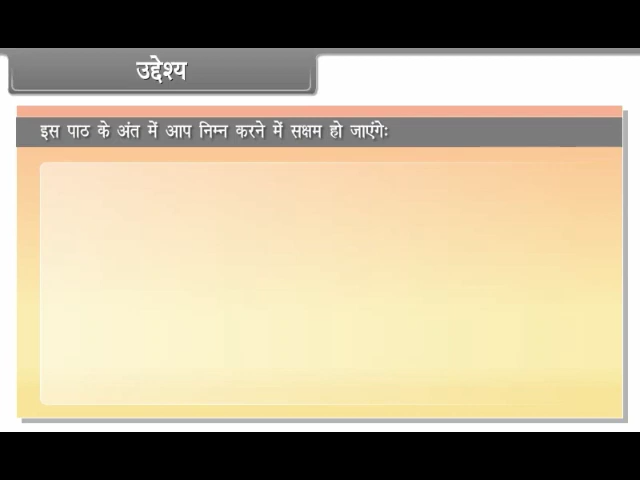 उद्देश्य
इस पाठ के अंत में आप निम्न करने में सक्षम हो जाएंगेः